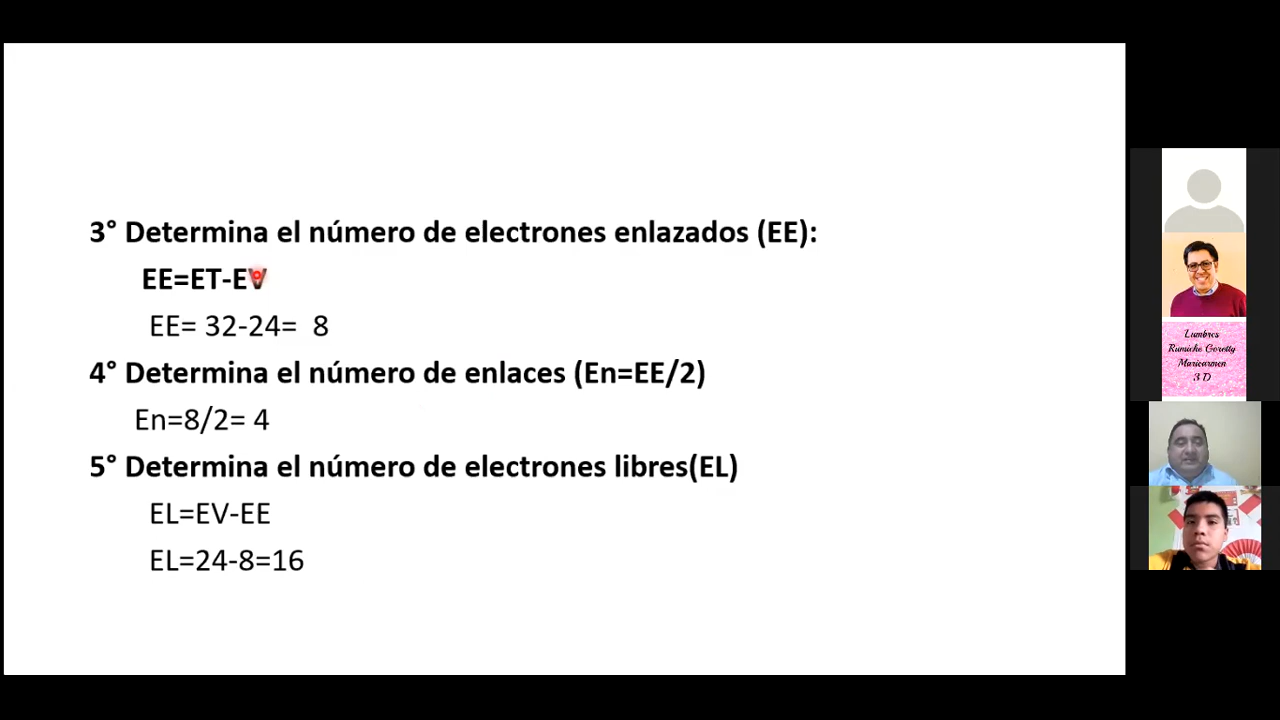 3° Determina el número de electrones enlazados (EE):
EE=ET-EV
EE= 32-24= 8
4° Determina el número de enlaces (En=EE/2)
En=8/2= 4
5° Determina el número de electrones libres(EL)
EL=EV-EE
EL=24-8=16
Lumbres
Rumiche Goretty
Maricarmen
3 D